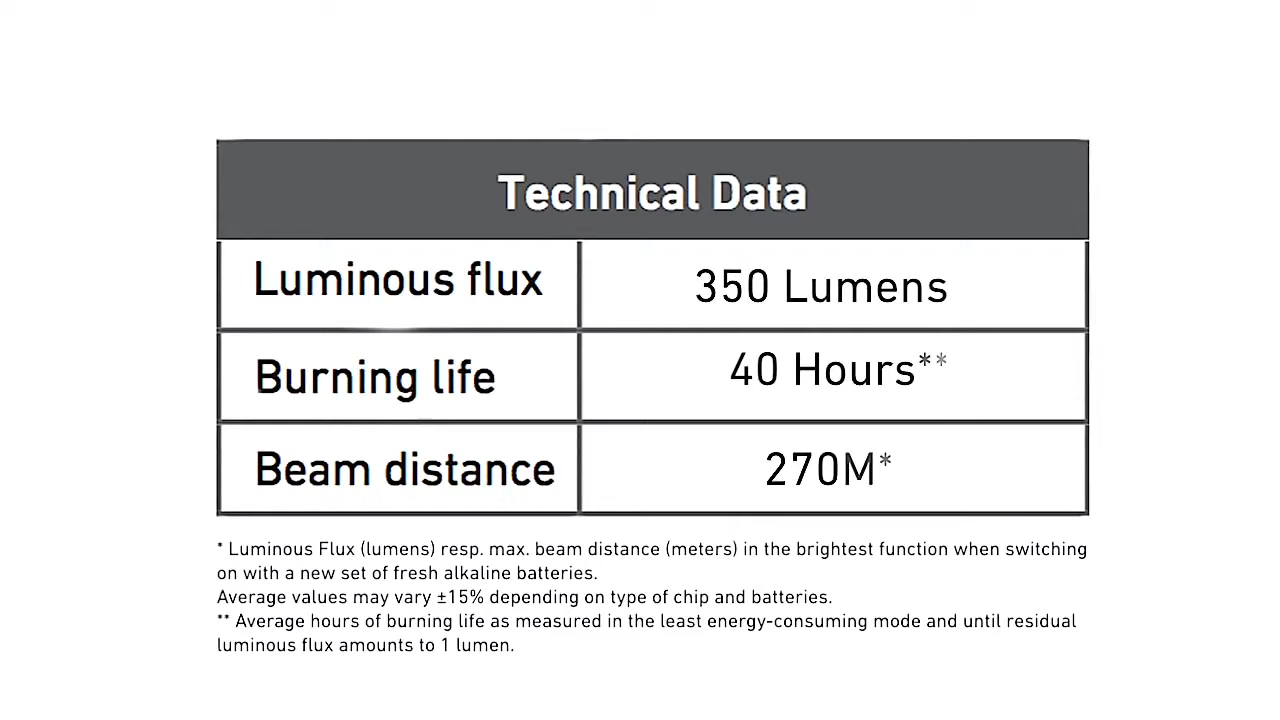 Technical Data
Luminous flux 350 Lumens
Burning life 40 Hours**
Beam distance 270M*
* Luminous Flux (lumens) resp. max. beam distance (meters) in the brightest function when switching
on with a new set of fresh alkaline batteries.
Average values may vary ±15% depending on type of chip and batteries.
** Average hours of burning life as measured in the least energy-consuming mode and until residual
luminous flux amounts to 1 lumen.